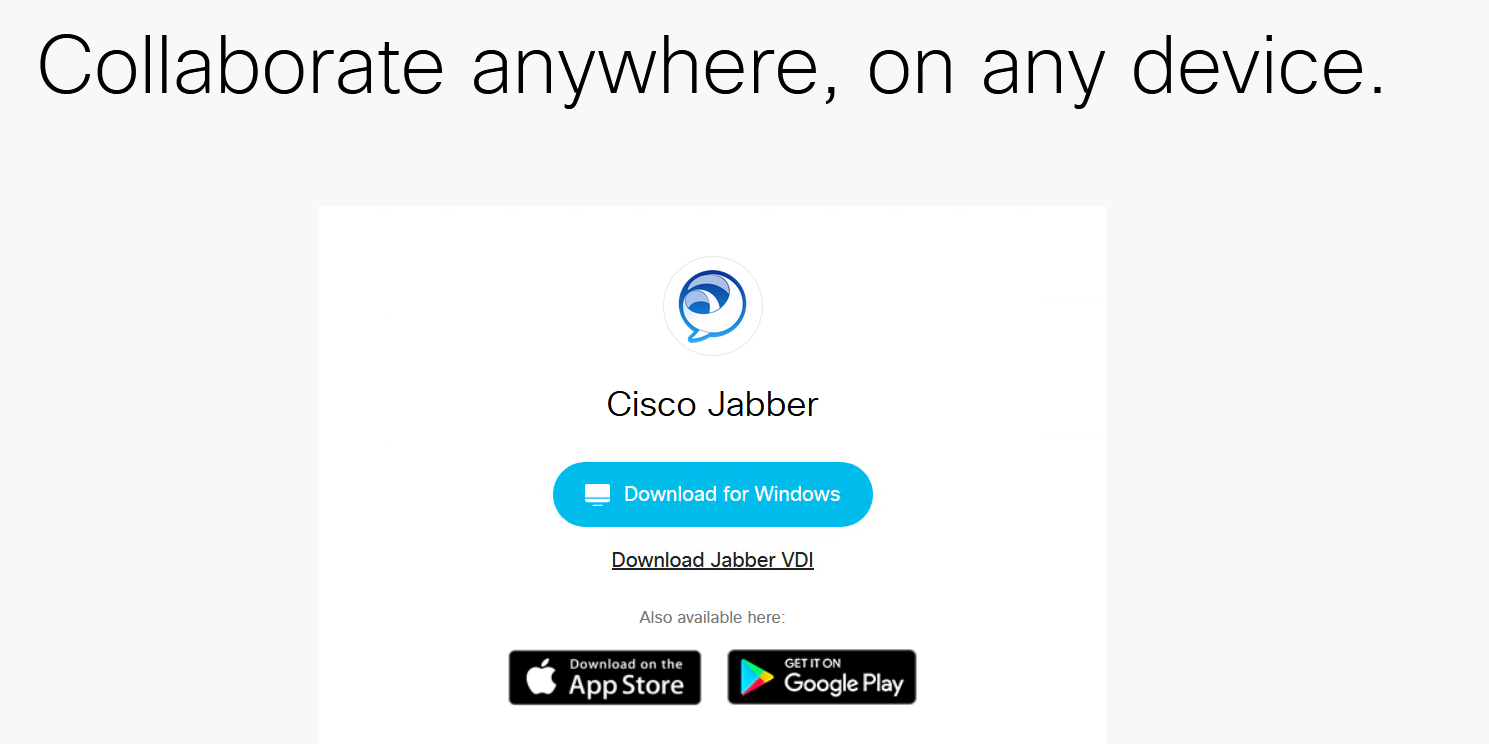 Collaborate anywhere, on any device.
Cisco Jabber
Download for Windows
Download Jabber VDI
Also available here:
Download on the
App Store
GET IT ON
Google Play